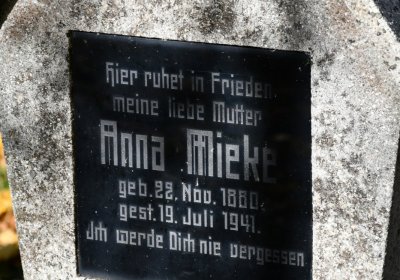 Hier ruhet in Frieden
meine liebe Mutter
Anna Mieke
geb. 22. Nov. 1880.
gest. 19. Juli 1941.
Ich werde Dich nie vergessen